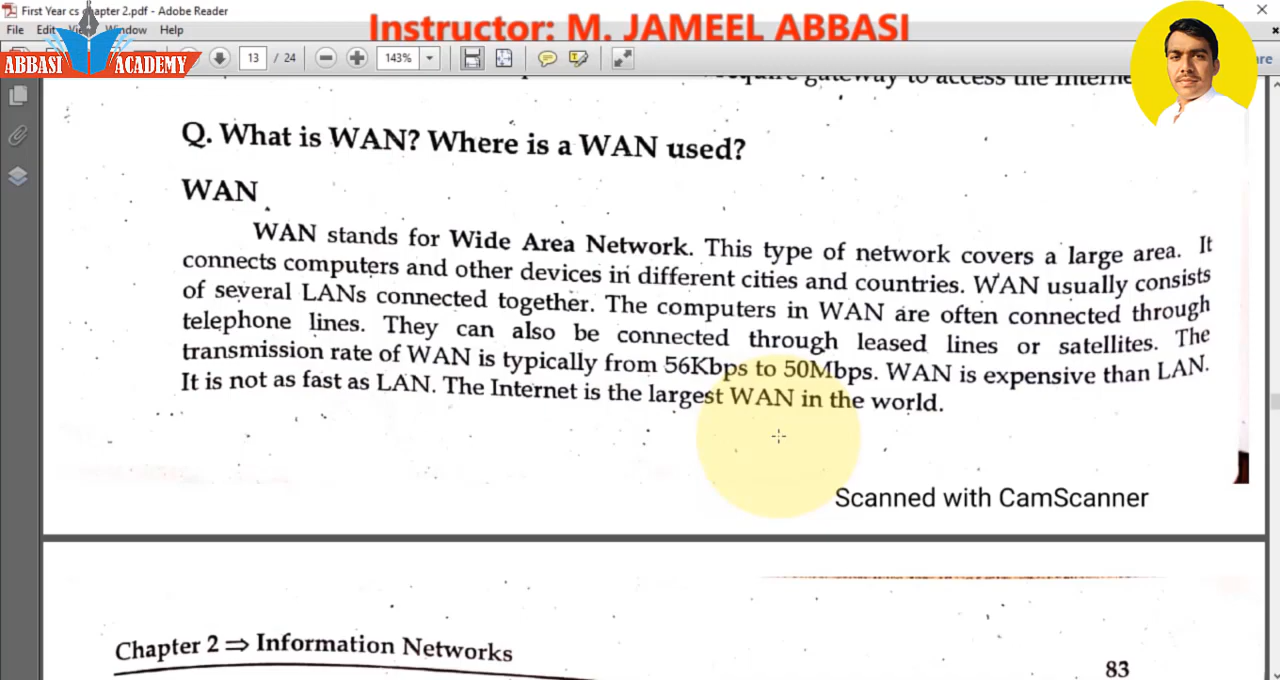 First Year cs chapter 2.pdf - Adobe Reader
Instructor: M. JAMEEL ABBASI
File Edit View Window Help
ABBASI ACADEMY
13 / 24
143%
gateway to access the
Q. What is WAN? Where is a WAN used?
WAN
WAN stands for Wide Area Network. This type of network covers a large area. It
connects computers and other devices in different cities and countries. WAN usually consists
of several LANs connected together. The computers in WAN are often connected through
telephone lines. They can also be connected through leased lines or satellites. The
transmission rate of WAN is typically from 56Kbps to 50Mbps. WAN is expensive than LAN.
It is not as fast as LAN. The Internet is the largest WAN in the world.
Scanned with CamScanner
Chapter 2 ⇒ Information Networks
83